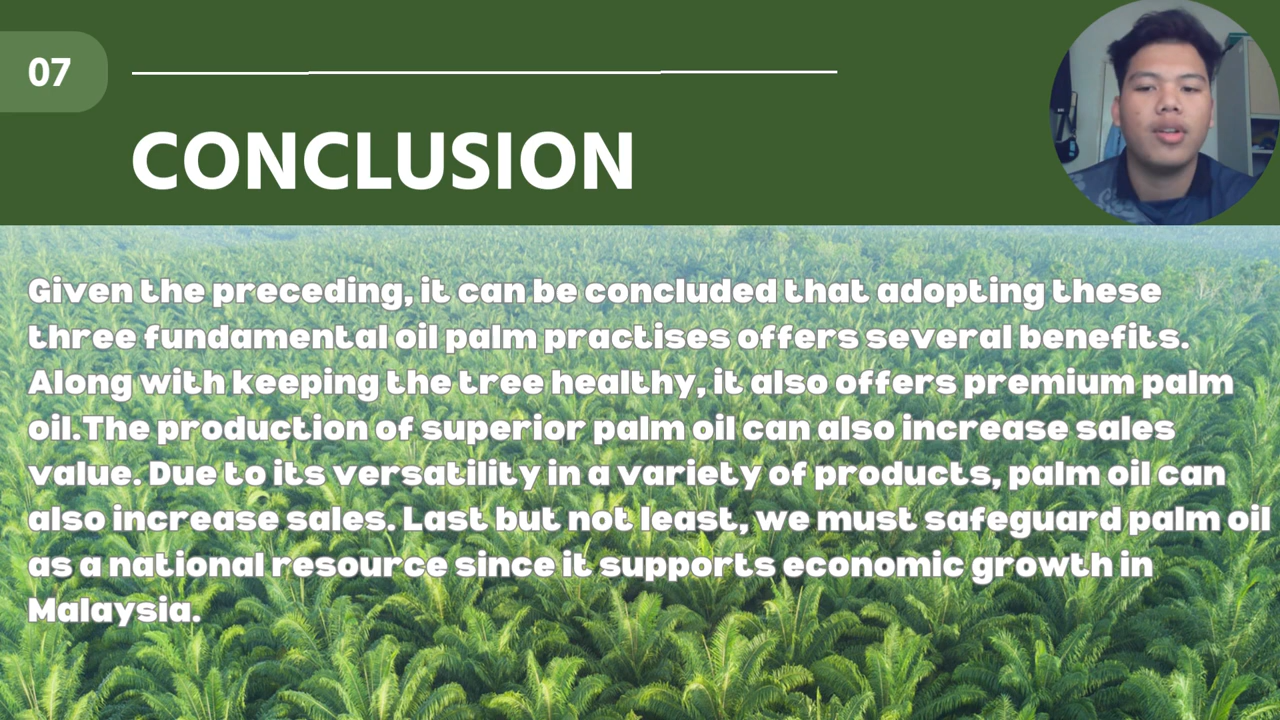 07
CONCLUSION
Given the preceding, it can be concluded that adopting these
three fundamental oil palm practises offers several benefits.
Along with keeping the tree healthy, it also offers premium palm
oil.The production of superior palm oil can also increase sales
value. Due to its versatility in a variety of products, palm oil can
also increase sales. Last but not least, we must safeguard palm oil
as a national resource since it supports economic growth in
Malaysia.